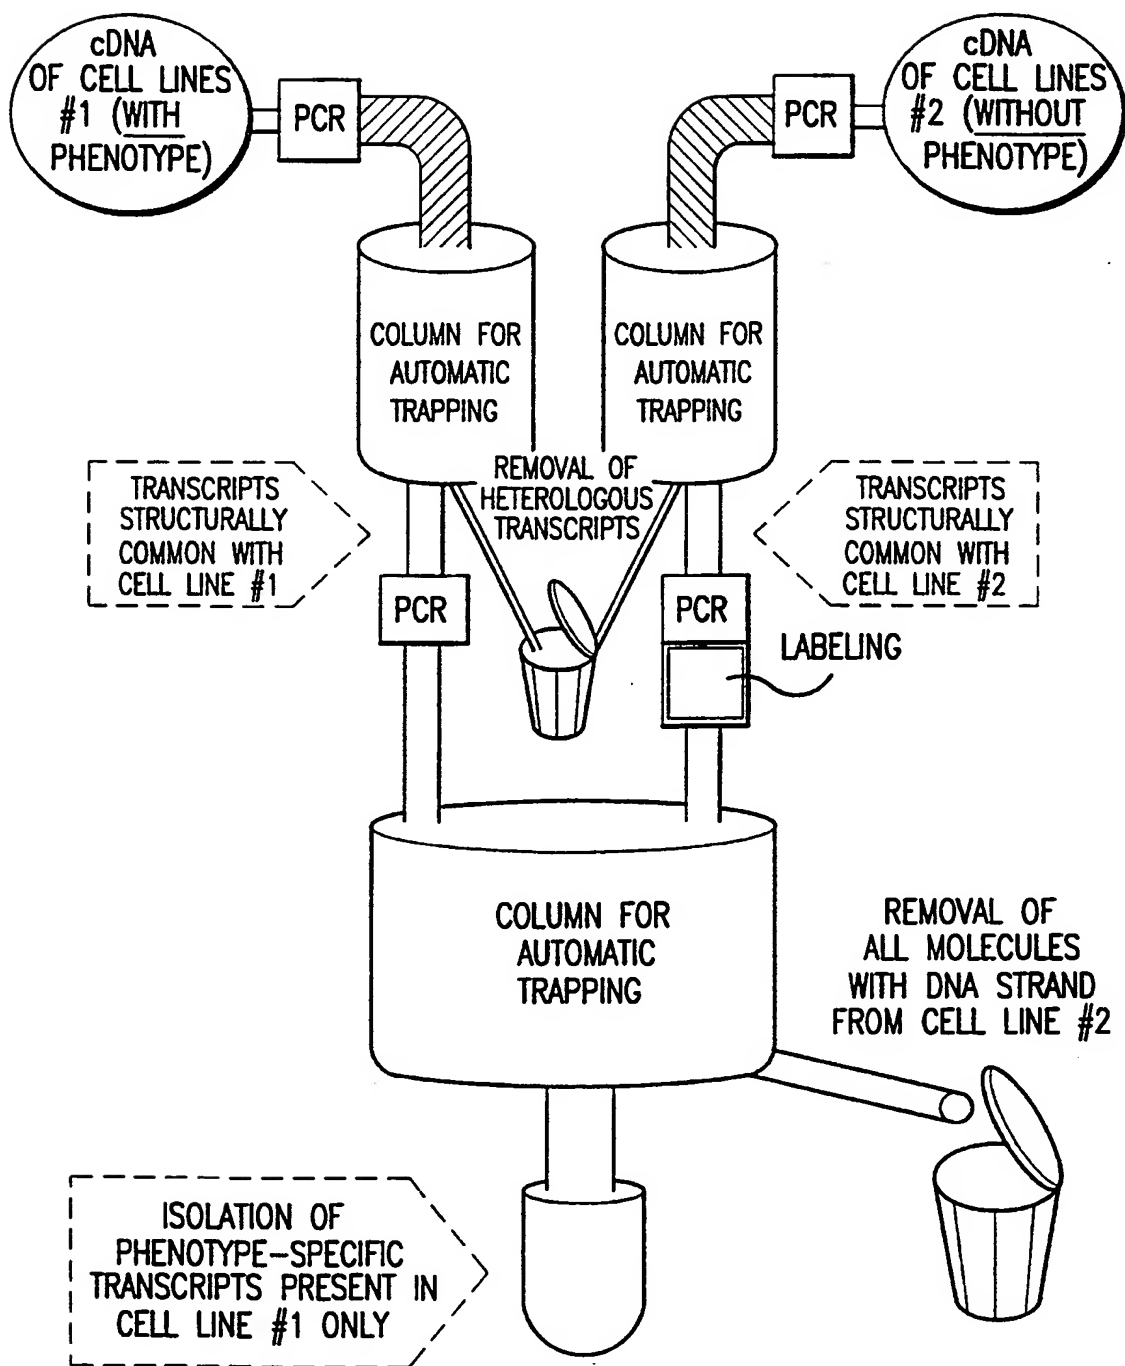 cDNA
OF CELL LINES
#1 (WITH
PHENOTYPE)
PCR
PCR
cDNA
OF CELL LINES
#2 (WITHOUT
PHENOTYPE)
COLUMN FOR
AUTOMATIC
TRAPPING
COLUMN FOR
AUTOMATIC
TRAPPING
REMOVAL OF
HETEROLOGOUS
TRANSCRIPTS
TRANSCRIPTS
STRUCTURALLY
COMMON WITH
CELL LINE #1
TRANSCRIPTS
STRUCTURALLY
COMMON WITH
CELL LINE #2
PCR
PCR
LABELING
COLUMN FOR
AUTOMATIC
TRAPPING
REMOVAL OF
ALL MOLECULES
WITH DNA STRAND
FROM CELL LINE #2
ISOLATION OF
PHENOTYPE-SPECIFIC
TRANSCRIPTS PRESENT IN
CELL LINE #1 ONLY